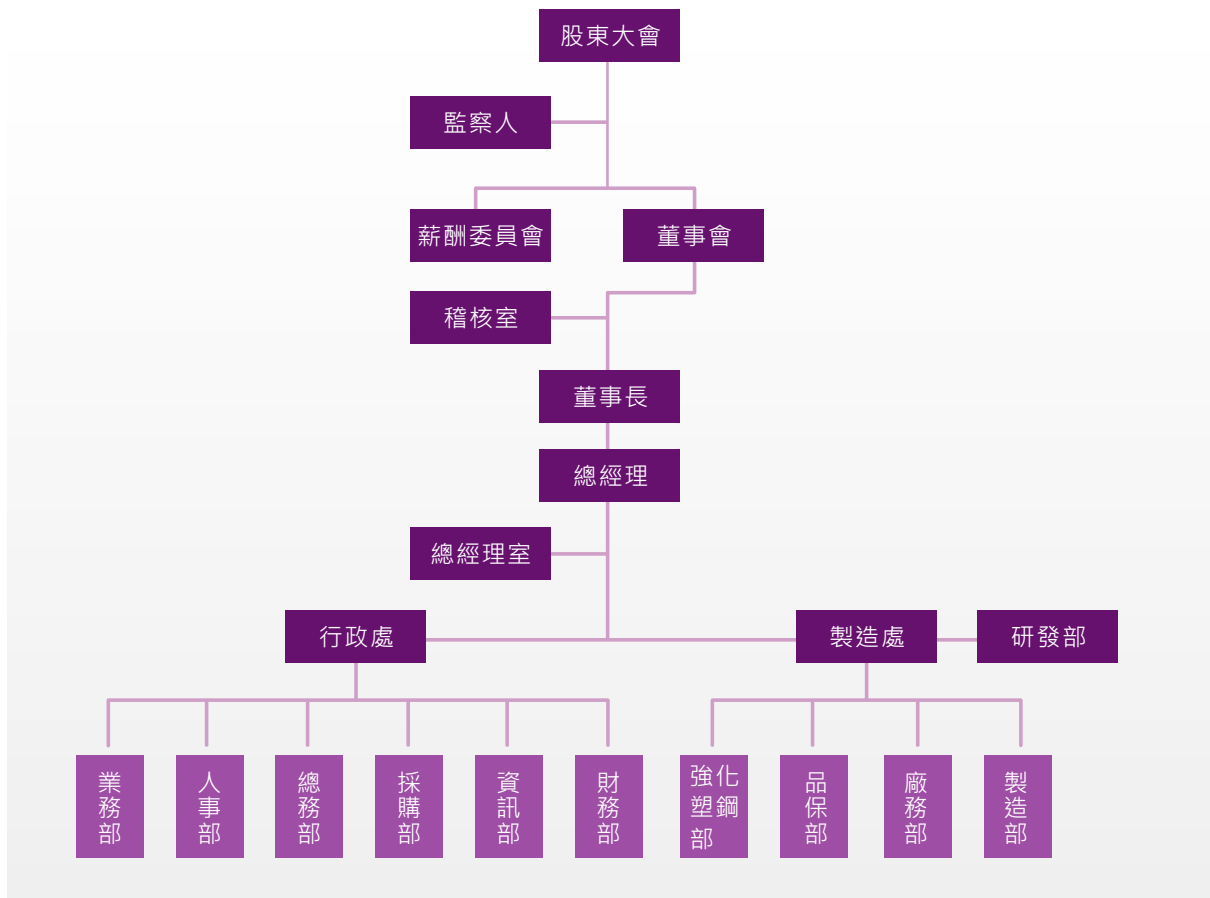 股東大會
監察人
薪酬委員會
董事會
稽核室
董事長
總經理
總經理室
行政處
製造處
研發部
業務部
人事部
總務部
採購部
資訊部
財務部
強化
塑鋼
部
品保部
廠務部
製造部